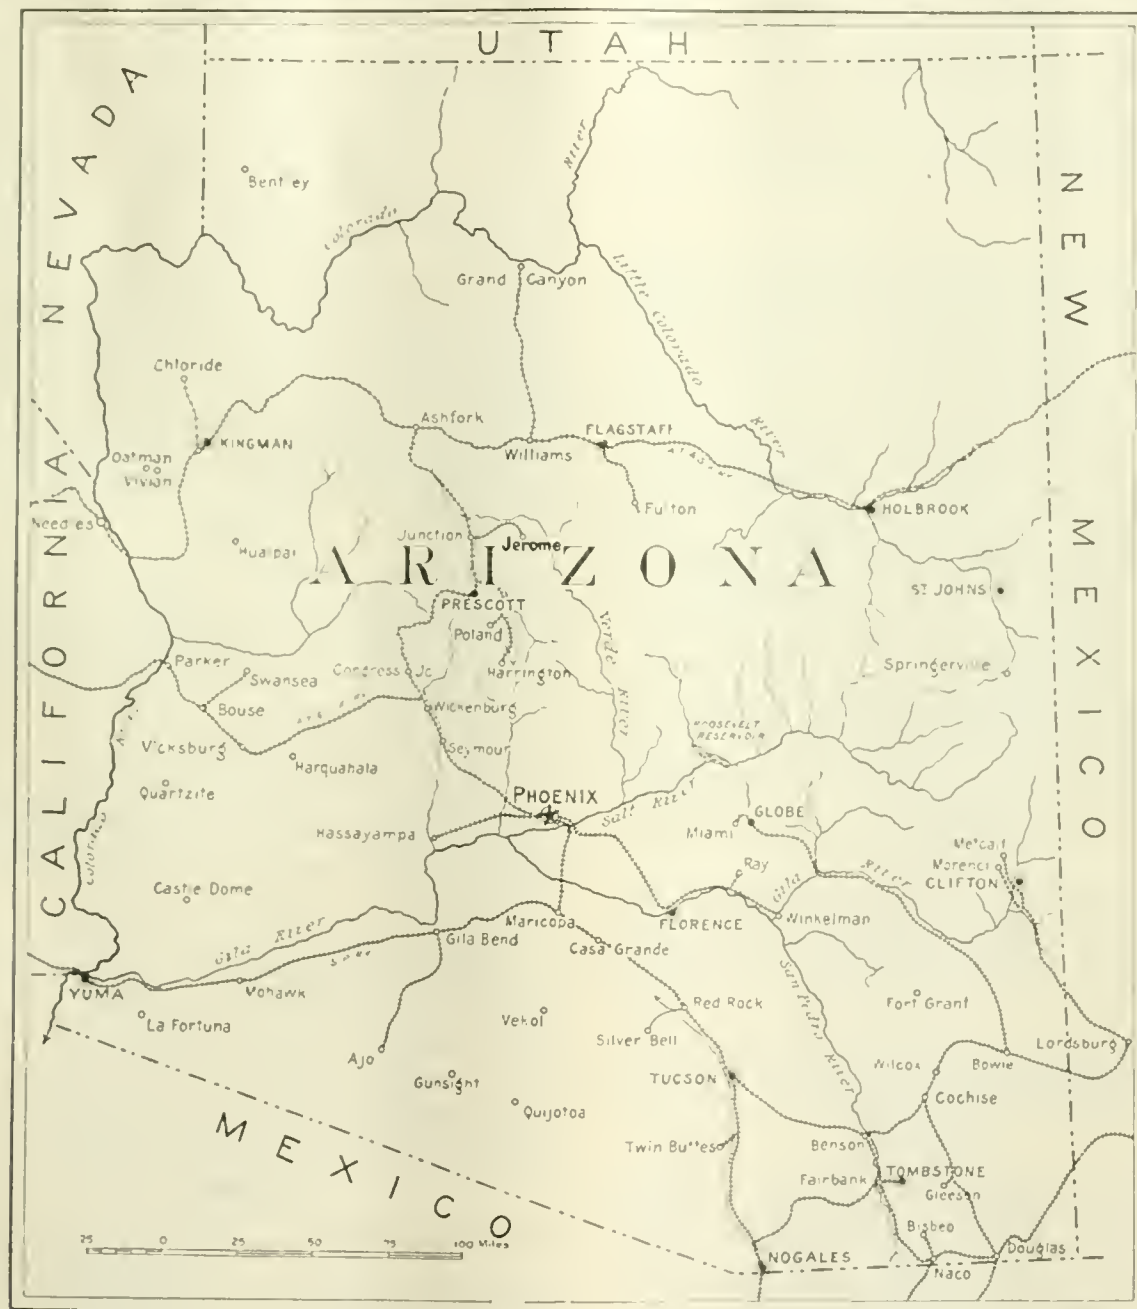 UTAH
NEVADA
NEW MEXICO
CALIFORNIA
ARIZONA
MEXICO
Bentley
Colorado
River
Grand Canyon
Little Colorado
River
Chloride
KINGMAN
Ashfork
Williams
FLAGSTAFF
Oatman
Vivian
Needles
Fulton
HOLBROOK
Hualpai
Junction
Jerome
PRESCOTT
ST JOHNS
Poland
Verde
River
Parker
Swansea
Congress Jc.
Harrington
Springerville
Bouse
Wickenburg
Vicksburg
Seymour
ROOSEVELT
RESERVOIR
Harquahala
Quartzite
PHOENIX
Salt River
Hassayampa
Miami
GLOBE
Metcalf
Morenci
CLIFTON
Ray
Gila River
Castle Dome
Colorado
Maricopa
FLORENCE
Winkelman
Gila River
Gila Bend
Casa Grande
YUMA
Mohawk
San Pedro River
Red Rock
Fort Grant
La Fortuna
Vekol
Silver Bell
Ajo
Wilcox
Bowie
Lordsburg
Gunsight
TUCSON
Cochise
Quijotoa
Twin Buttes
Benson
Fairbank
TOMBSTONE
Gleeson
Bisbee
25 0 25 50 75 100 Miles
NOGALES
Naco
Douglas